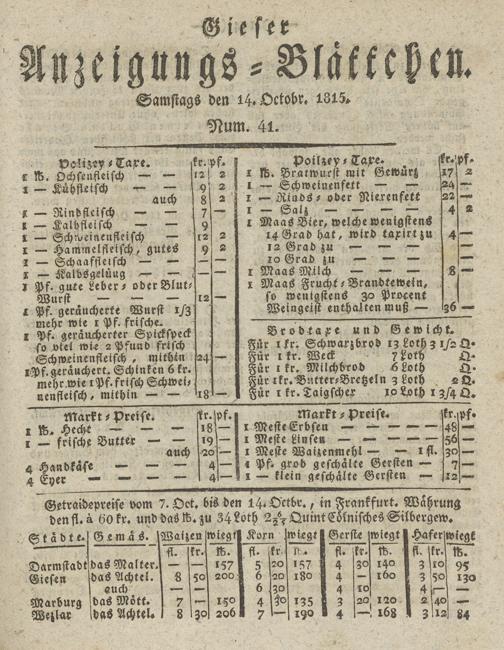 Gieser
Anzeigungs-Blättchen.
Samstags den 14. Octobr. 1815.
Num. 41.
Polizey-Taxe. kr. pf.
1 ℔. Ochsenfleisch — — 12 2
1 — Kühfleisch — 9 2
auch 8 2
1 — Rindfleisch — — 7 —
1 — Kalbfleisch — — 9
1 — Schweinenfleisch — 12 2
1 — Hammelfleisch, gutes 9 2
1 — Schaaffleisch — — — —
1 — Kalbsgelüng — — — —
1 Pf. gute Leber- oder Blut-
Wurst — — — 12 —
1 Pf. geräucherte Wurst 1/3
mehr wie 1 Pf. frische.
1 Pf. geräucherter Spickspeck
so viel wie 2 Pfund frisch
Schweinenfleisch, mithin 24 —
1 Pf. geräuchert. Schinken 6 kr.
mehr wie 1 Pf. frisch Schwei-
nenfleisch, mithin — 18 —
Poilzey-Taxe. kr. pf.
1 ℔. Bratwurst mit Gewürz 17 2
1 — Schweinenfett — — 24 —
1 — Rinds- oder Nierenfett 22 —
1 — Salz — — — 4 2
1 Maas Bier, welche wenigstens
14 Grad hat, wird taxirt zu 4
12 Grad zu — — —
10 Grad zu — — —
1 Maas Milch — — 8 —
1 Maas Frucht-Brandtewein,
so wenigstens 30 Procent
Weingeist enthalten muß — 36 —
Brodtaxe und Gewicht.
Für 1 kr. Schwarzbrod 13 Loth 3 1/2 Q.
Für 1 kr. Weck 7 Loth Q.
Für 1 kr. Milchbrod 6 Loth Q.
Für 1 kr. Butter-Bretzeln 3 Loth 2 Q.
Für 1 kr. Taigscher 10 Loth 1 3/4 Q.
Markt-Preise. kr. pf.
1 ℔. Hecht — — — 18 —
1 — frische Butter — — 19 —
auch 20 —
4 Handkäse — — — — 4 —
4 Eyer — — — — 4 —
Markt-Preise. kr. pf.
1 Meste Erbsen — — — — 48 —
1 Meste Linsen — — — — 56 —
1 Meste Waizenmehl — — 1 fl. 30 —
1 Pf. grob geschälte Gersten — — 7 —
1 — klein geschälte Gersten — — 12 —
Getraidepreise vom 7. Oct. bis den 14. Octbr., in Frankfurt. Währung
den fl. à 60 kr. und das ℔. zu 34 Loth Quint Cölnisches Silbergew.
Städte. Gemäs. Waizen wiegt Korn wiegt Gerste wiegt Hafer wiegt
fl. kr. ℔. fl. kr. ℔. fl. kr. ℔. fl. kr. ℔.
Darmstadt das Malter. — — 157 5 20 157 4 30 140 3 10 95
Giesen das Achtel. 8 50 200 6 20 180 4 — 160 3 50 130
auch — — 6 30 4 10
— — 6 40 4 20
Marburg das Mött. 7 — 150 4 30 135 3 20 120 2 40 —
Wezlar das Achtel. 8 30 206 7 — 190 4 — 168 3 12 84